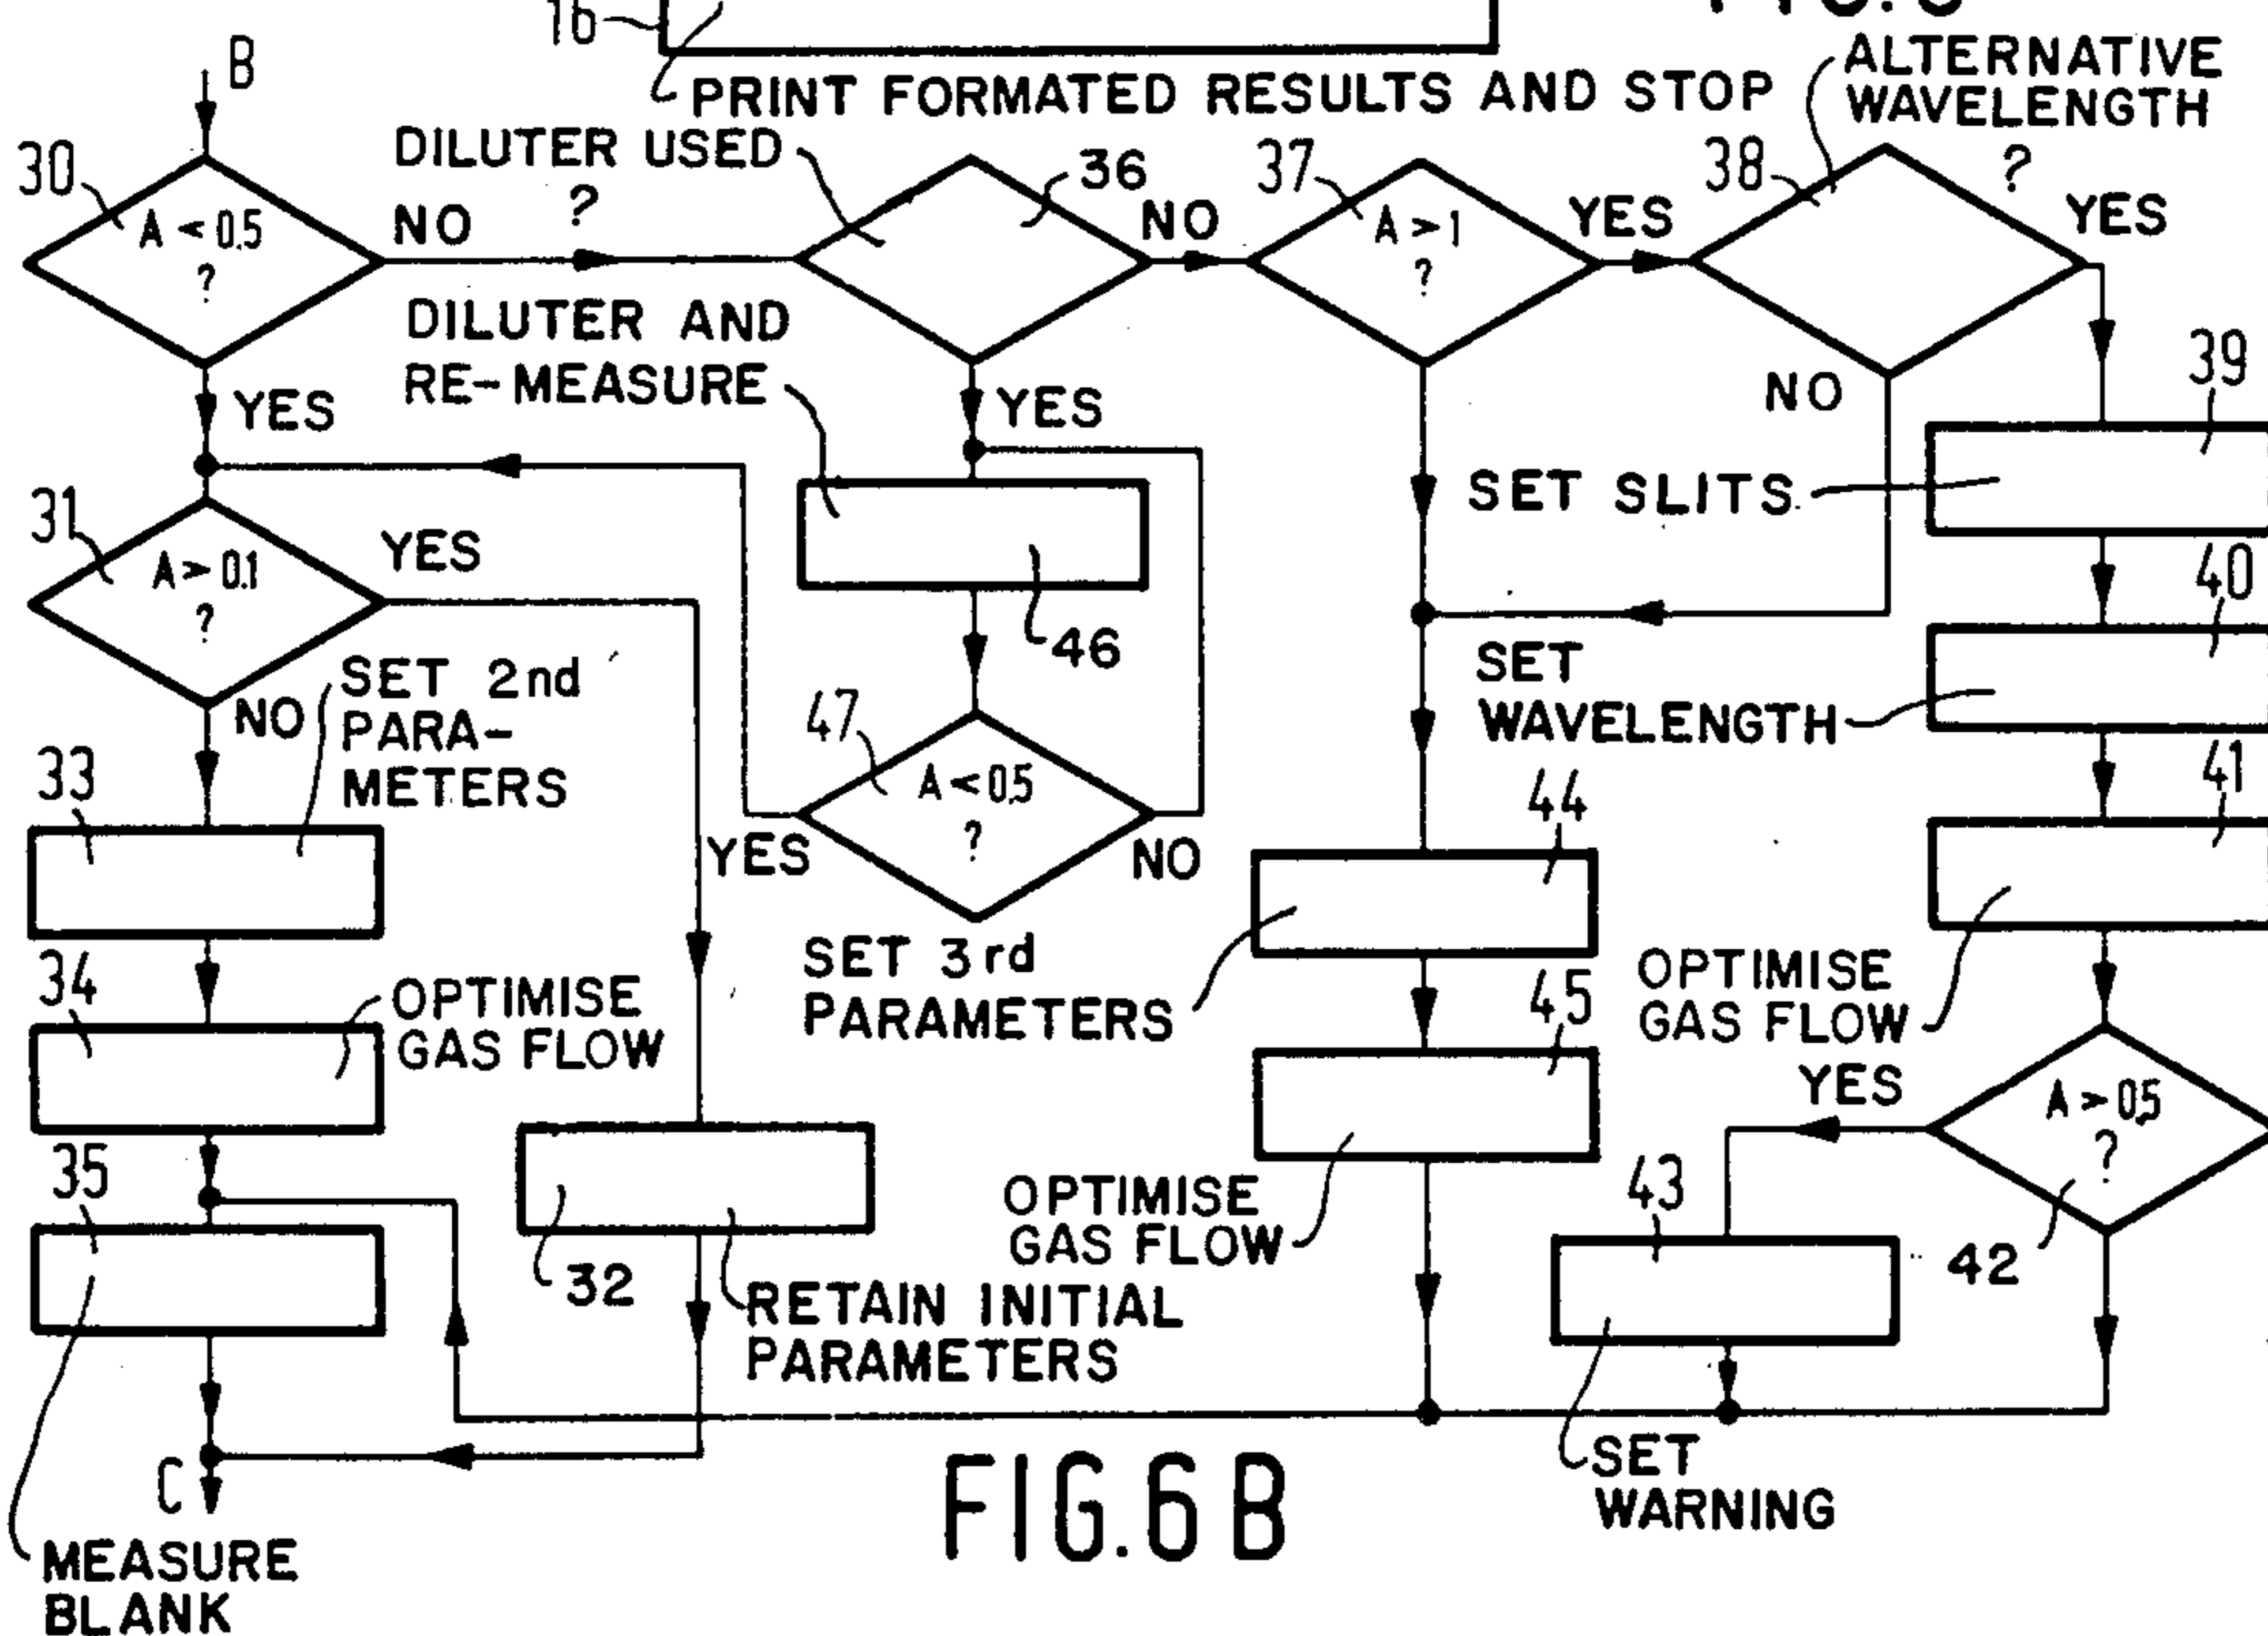 16
PRINT FORMATED RESULTS AND STOP
B
ALTERNATIVE
WAVELENGTH
?
30
A < 0.5
?
NO
YES
DILUTER USED
?
36
NO
YES
37
A > 1
?
YES
38
YES
NO
DILUTER AND
RE-MEASURE
46
47
A < 0.5
?
YES
NO
31
A > 0.1
?
YES
NO
SET 2nd
PARA-
METERS
33
34
OPTIMISE
GAS FLOW
35
32
RETAIN INITIAL
PARAMETERS
SET 3rd
PARAMETERS
44
45
OPTIMISE
GAS FLOW
SET SLITS
39
SET
WAVELENGTH
40
41
OPTIMISE
GAS FLOW
YES
A > 0.5
?
42
43
SET
WARNING
C
MEASURE
BLANK
FIG.6B